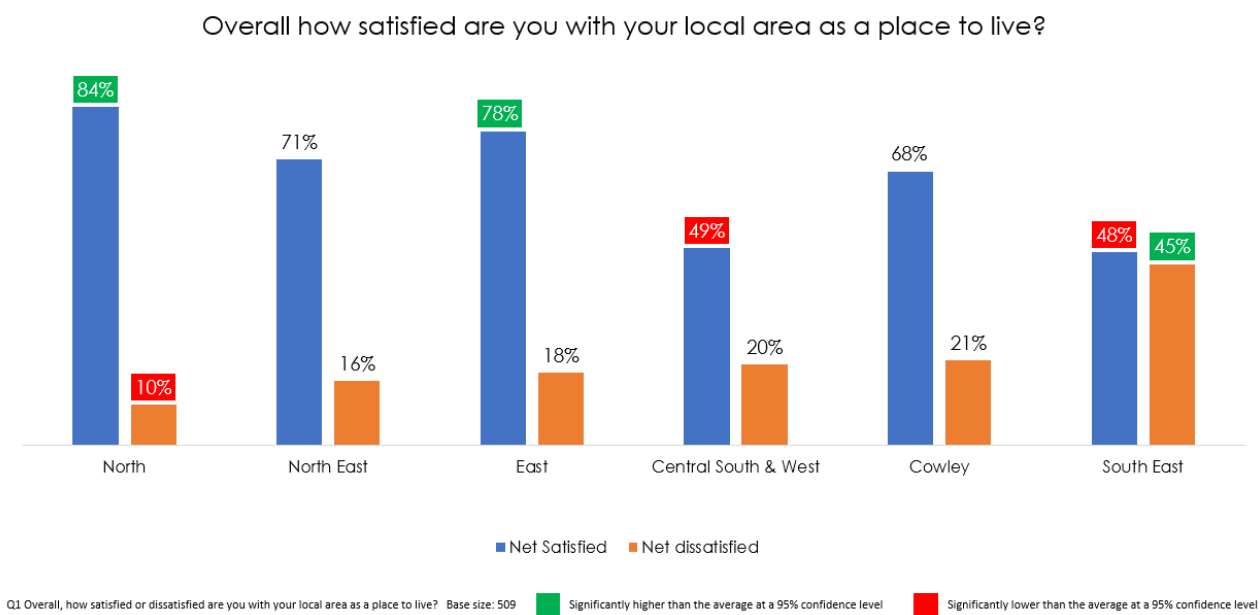 Overall how satisfied are you with your local area as a place to live?
84%
10%
71%
16%
78%
18%
49%
20%
68%
21%
48%
45%
North
North East
East
Central South & West
Cowley
South East
Net Satisfied
Net dissatisfied
Q1 Overall, how satisfied or dissatisfied are you with your local area as a place to live? Base size: 509
Significantly higher than the average at a 95% confidence level
Significantly lower than the average at a 95% confidence level